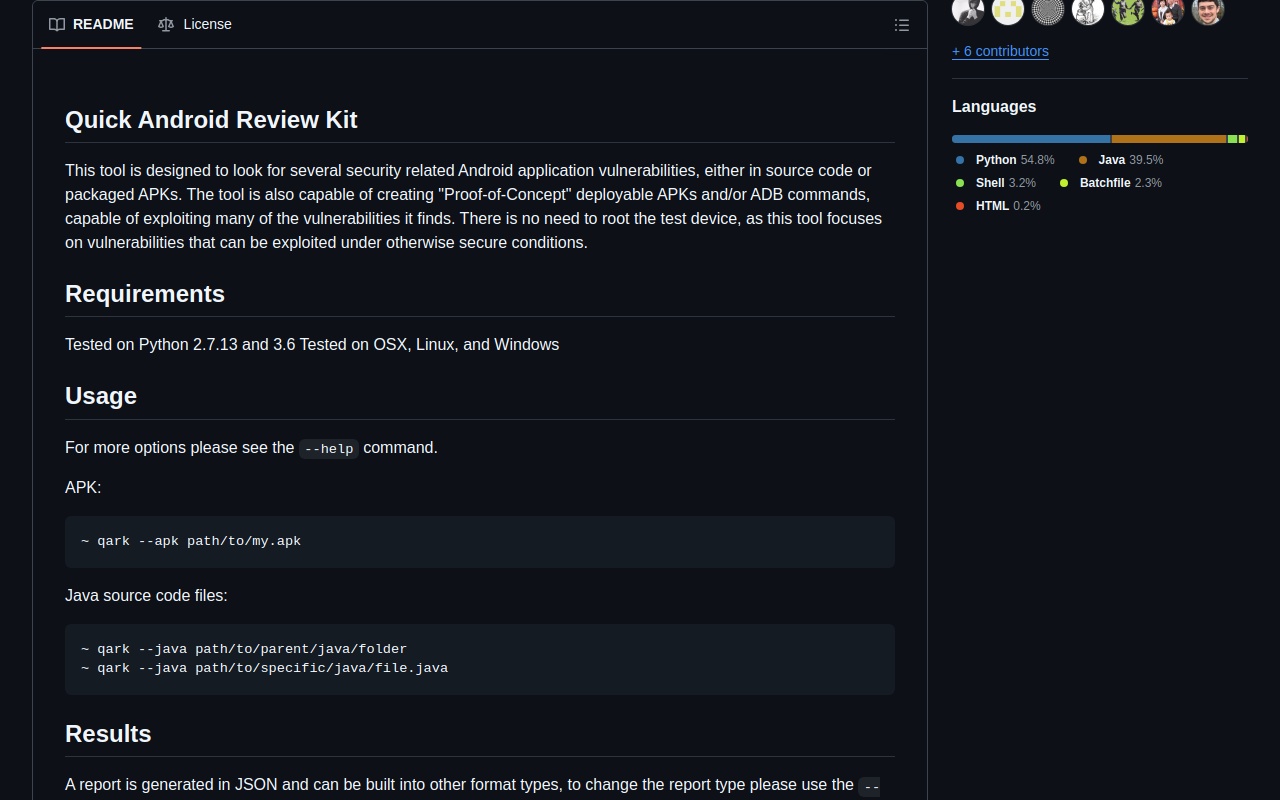 README
License
Quick Android Review Kit
This tool is designed to look for several security related Android application vulnerabilities, either in source code or
packaged APKs. The tool is also capable of creating "Proof-of-Concept" deployable APKs and/or ADB commands,
capable of exploiting many of the vulnerabilities it finds. There is no need to root the test device, as this tool focuses
on vulnerabilities that can be exploited under otherwise secure conditions.
Requirements
Tested on Python 2.7.13 and 3.6 Tested on OSX, Linux, and Windows
Usage
For more options please see the --help command.
APK:
~ qark --apk path/to/my.apk
Java source code files:
~ qark --java path/to/parent/java/folder
~ qark --java path/to/specific/java/file.java
Results
A report is generated in JSON and can be built into other format types, to change the report type please use the --
+ 6 contributors
Languages
Python 54.8%
Java 39.5%
Shell 3.2%
Batchfile 2.3%
HTML 0.2%